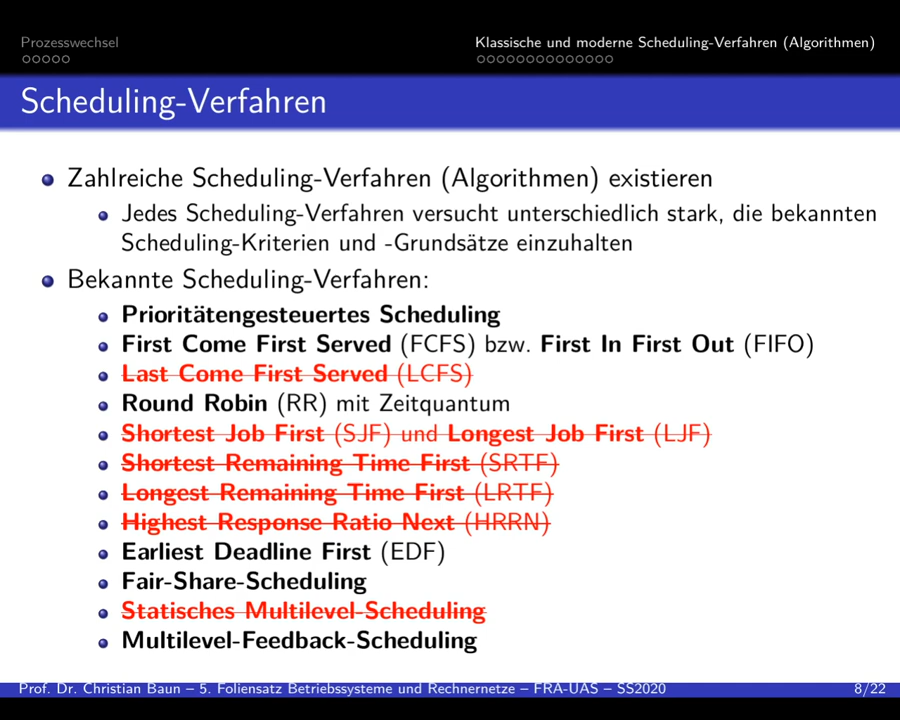 Prozesswechsel
Klassische und moderne Scheduling-Verfahren (Algorithmen)
Scheduling-Verfahren
Zahlreiche Scheduling-Verfahren (Algorithmen) existieren
Jedes Scheduling-Verfahren versucht unterschiedlich stark, die bekannten
Scheduling-Kriterien und -Grundsätze einzuhalten
Bekannte Scheduling-Verfahren:
Prioritätengesteuertes Scheduling
First Come First Served (FCFS) bzw. First In First Out (FIFO)
Last Come First Served (LCFS)
Round Robin (RR) mit Zeitquantum
Shortest Job First (SJF) und Longest Job First (LJF)
Shortest Remaining Time First (SRTF)
Longest Remaining Time First (LRTF)
Highest Response Ratio Next (HRRN)
Earliest Deadline First (EDF)
Fair-Share-Scheduling
Statisches Multilevel-Scheduling
Multilevel-Feedback-Scheduling
Prof. Dr. Christian Baun – 5. Foliensatz Betriebssysteme und Rechnernetze – FRA-UAS – SS2020
8/22